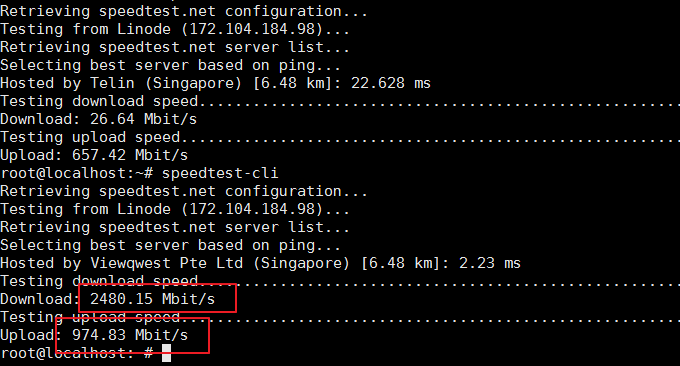 Retrieving speedtest.net configuration...
Testing from Linode (172.104.184.98)...
Retrieving speedtest.net server list...
Selecting best server based on ping...
Hosted by Telin (Singapore) [6.48 km]: 22.628 ms
Testing download speed.....................................................
Download: 26.64 Mbit/s
Testing upload speed.......................................................
Upload: 657.42 Mbit/s
root@localhost:~# speedtest-cli
Retrieving speedtest.net configuration...
Testing from Linode (172.104.184.98)...
Retrieving speedtest.net server list...
Selecting best server based on ping...
Hosted by Viewqwest Pte Ltd (Singapore) [6.48 km]: 2.23 ms
Testing download speed.....................................................
Download: 2480.15 Mbit/s
Testing upload speed.......................................................
Upload: 974.83 Mbit/s
root@localhost:~#